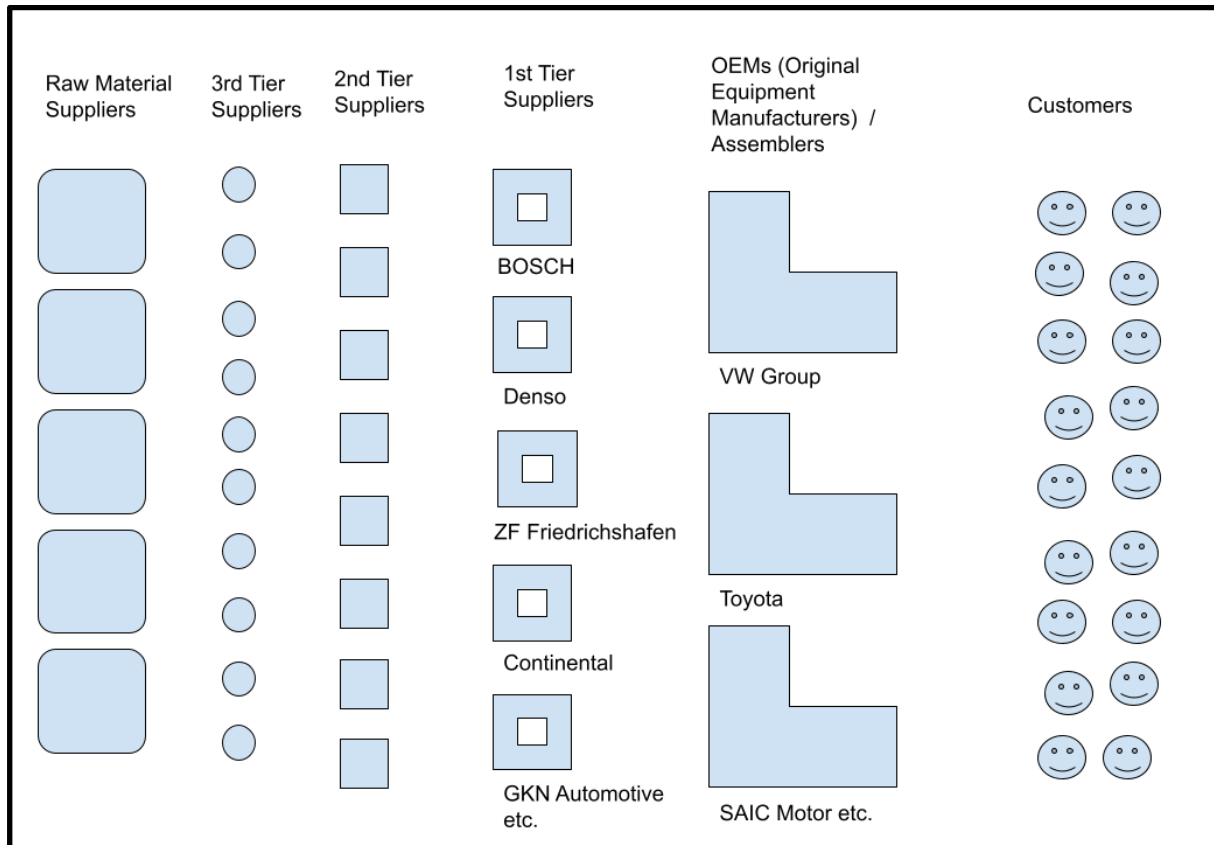 Raw Material
Suppliers
3rd Tier
Suppliers
2nd Tier
Suppliers
1st Tier
Suppliers
OEMs (Original
Equipment
Manufacturers)  /
Assemblers
Customers
BOSCH
Denso
ZF Friedrichshafen
Continental
GKN Automotive
etc.
VW Group
Toyota
SAIC Motor etc.